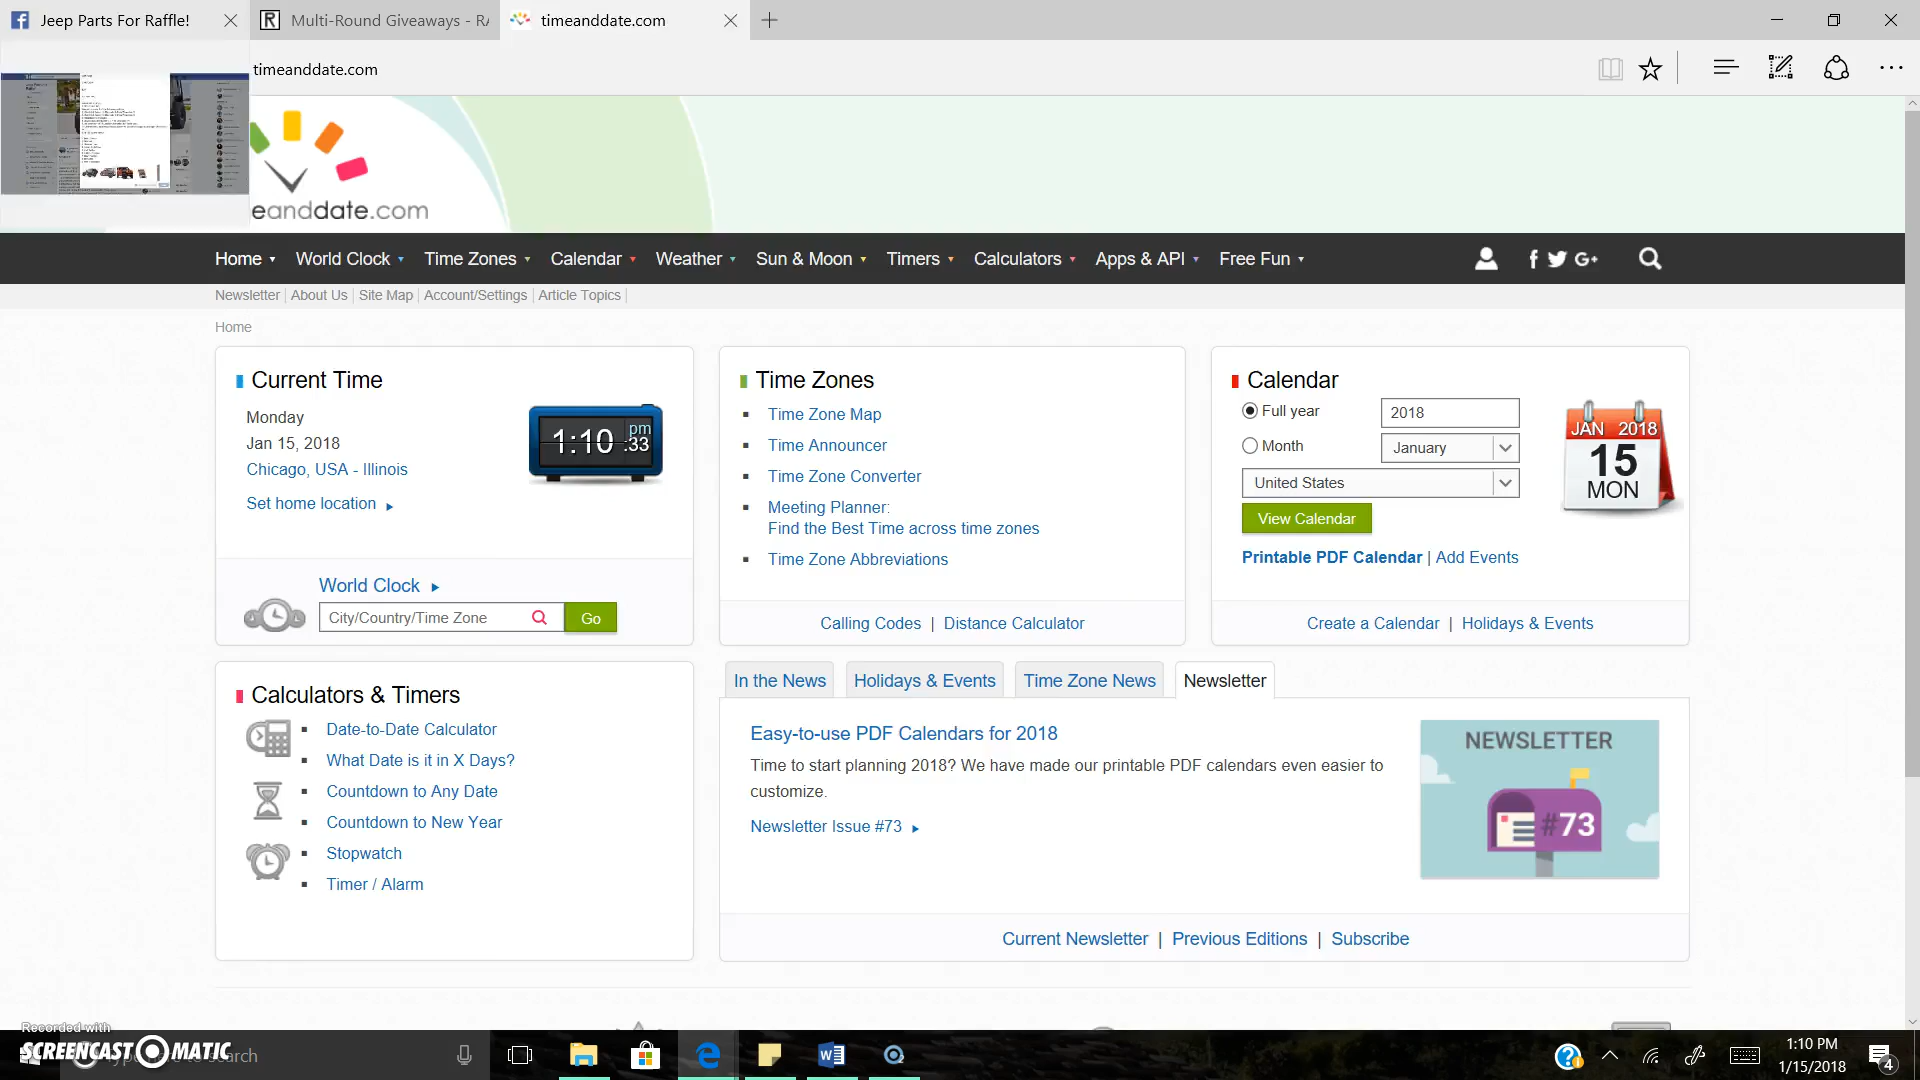 Jeep Parts For Raffle!
Multi-Round Giveaways - RA
timeanddate.com
timeanddate.com
eanddate.com
Home World Clock Time Zones Calendar Weather Sun & Moon Timers Calculators Apps & API Free Fun
Newsletter | About Us | Site Map | Account/Settings | Article Topics |
Home
Current Time
Monday
Jan 15, 2018
Chicago, USA - Illinois
Set home location
1:10 :33 pm
World Clock
City/Country/Time Zone
Go
Time Zones
Time Zone Map
Time Announcer
Time Zone Converter
Meeting Planner:
Find the Best Time across time zones
Time Zone Abbreviations
Calling Codes | Distance Calculator
Calendar
Full year 2018
Month January
United States
View Calendar
JAN 2018
15
MON
Printable PDF Calendar | Add Events
Create a Calendar | Holidays & Events
Calculators & Timers
Date-to-Date Calculator
What Date is it in X Days?
Countdown to Any Date
Countdown to New Year
Stopwatch
Timer / Alarm
In the News Holidays & Events Time Zone News Newsletter
Easy-to-use PDF Calendars for 2018
Time to start planning 2018? We have made our printable PDF calendars even easier to
customize.
Newsletter Issue #73
NEWSLETTER
#73
Current Newsletter | Previous Editions | Subscribe
Recorded with
SCREENCAST-O-MATIC
search
1:10 PM
1/15/2018
4